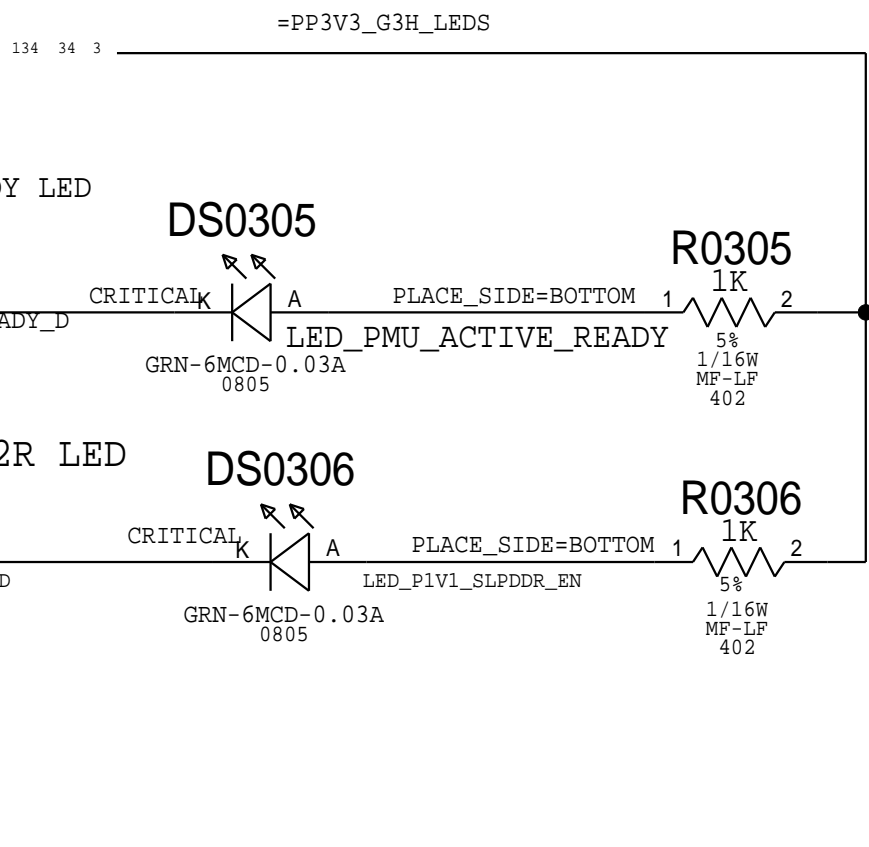 =PP3V3_G3H_LEDS
134 34 3
Y LED
DS0305
R0305
1K
CRITICAL
K
A
PLACE_SIDE=BOTTOM
1
2
ADY_D
LED_PMU_ACTIVE_READY
5%
1/16W
MF-LF
402
GRN-6MCD-0.03A
0805
2R LED
DS0306
R0306
1K
CRITICAL
K
A
PLACE_SIDE=BOTTOM
1
2
D
LED_P1V1_SLPDDR_EN
5%
1/16W
MF-LF
402
GRN-6MCD-0.03A
0805